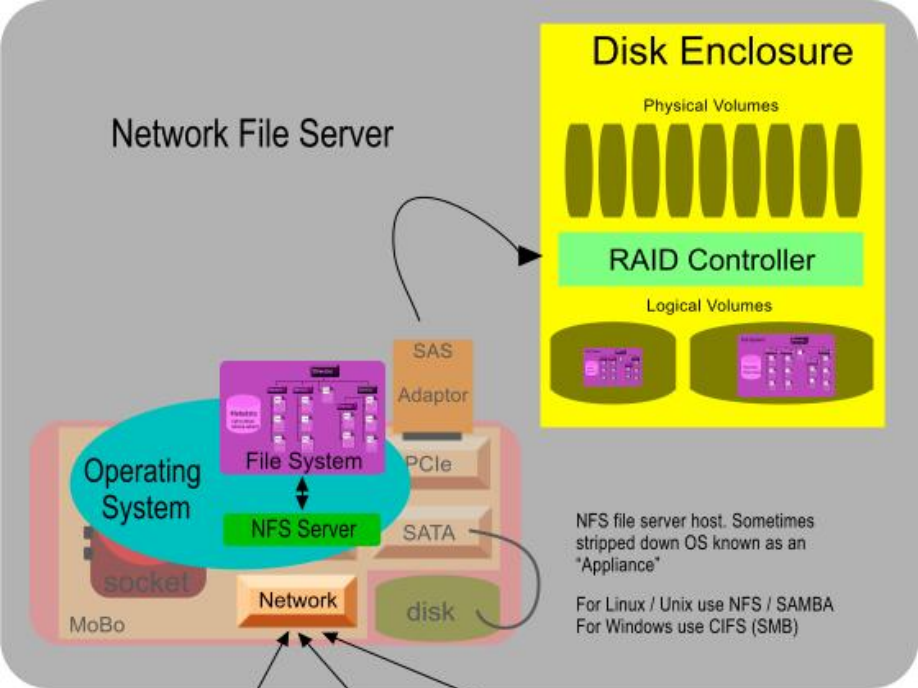 Network File Server
Disk Enclosure
Physical Volumes
RAID Controller
Logical Volumes
SAS
Adaptor
File System
PCIe
Operating
System
NFS Server
SATA
socket
Network
disk
MoBo
NFS file server host. Sometimes
stripped down OS known as an
“Appliance”
For Linux / Unix use NFS / SAMBA
For Windows use CIFS (SMB)